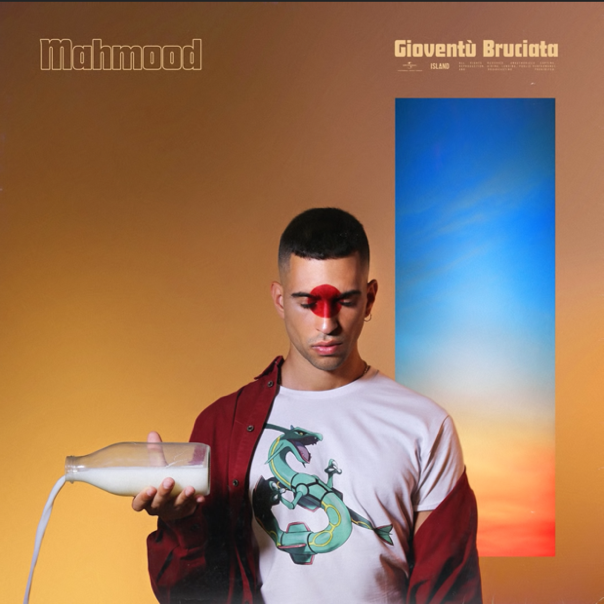 Mahmood
Gioventù Bruciata
ISLAND